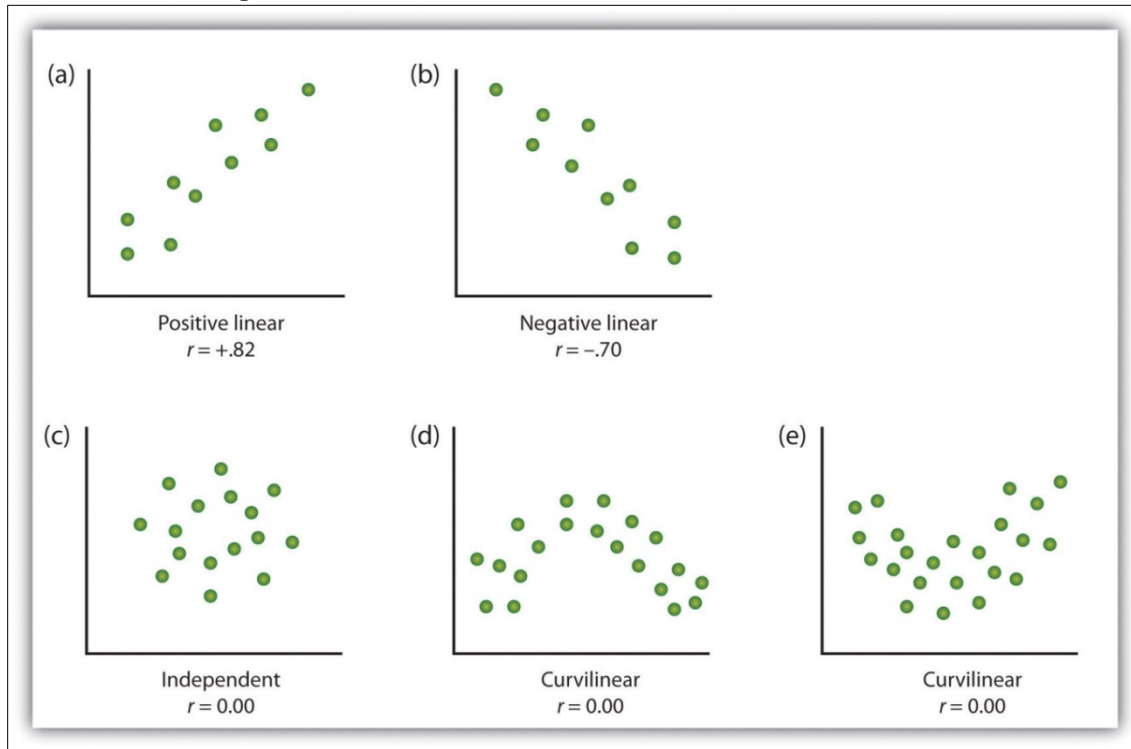 (a)
(b)
Positive linear
r = +.82
Negative linear
r = –.70
(c)
(d)
(e)
Independent
r = 0.00
Curvilinear
r = 0.00
Curvilinear
r = 0.00